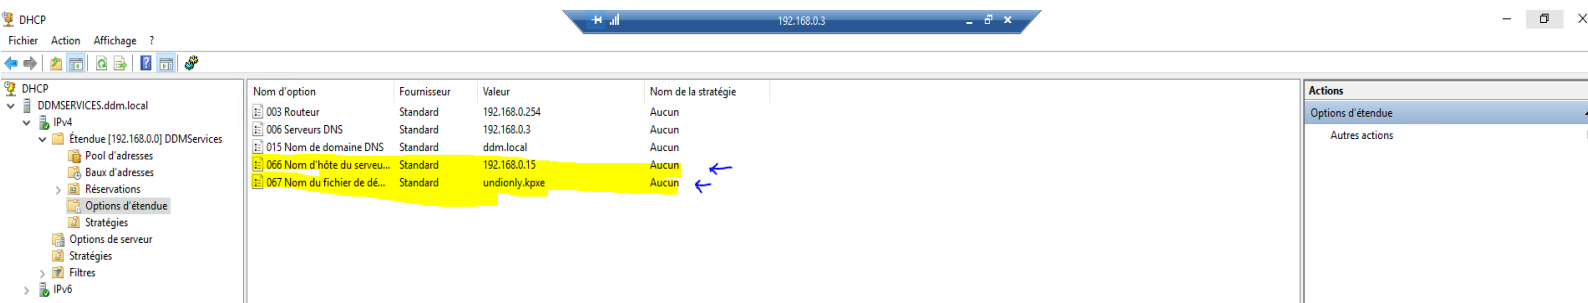 DHCP
192.168.0.3
Fichier Action Affichage ?
DHCP
DDMSERVICES.ddm.local
IPv4
Étendue [192.168.0.0] DDMServices
Pool d'adresses
Baux d'adresses
Réservations
Options d'étendue
Stratégies
Options de serveur
Stratégies
Filtres
IPv6
Nom d'option Fournisseur Valeur Nom de la stratégie
003 Routeur Standard 192.168.0.254 Aucun
006 Serveurs DNS Standard 192.168.0.3 Aucun
015 Nom de domaine DNS Standard ddm.local Aucun
066 Nom d'hôte du serveu... Standard 192.168.0.15 Aucun
067 Nom du fichier de dé... Standard undionly.kpxe Aucun
Actions
Options d'étendue
Autres actions